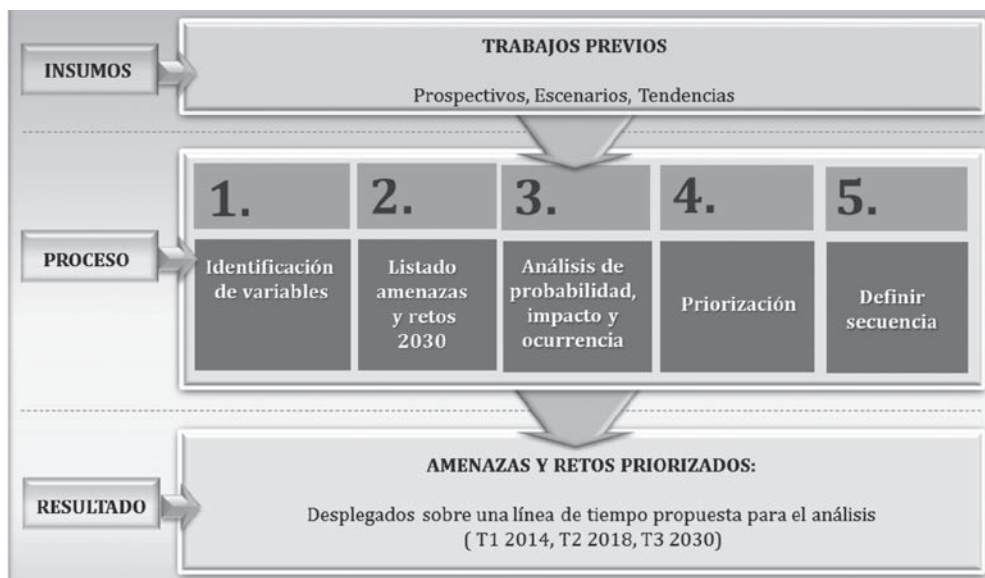 INSUMOS
TRABAJOS PREVIOS
Prospectivos, Escenarios, Tendencias
PROCESO
1.
Identificación
de variables
2.
Listado
amenazas
y retos
2030
3.
Análisis de
probabilidad,
impacto y
ocurrencia
4.
Priorización
5.
Definir
secuencia
RESULTADO
AMENAZAS Y RETOS PRIORIZADOS:
Desplegados sobre una línea de tiempo propuesta para el análisis
( T1 2014, T2 2018, T3 2030)